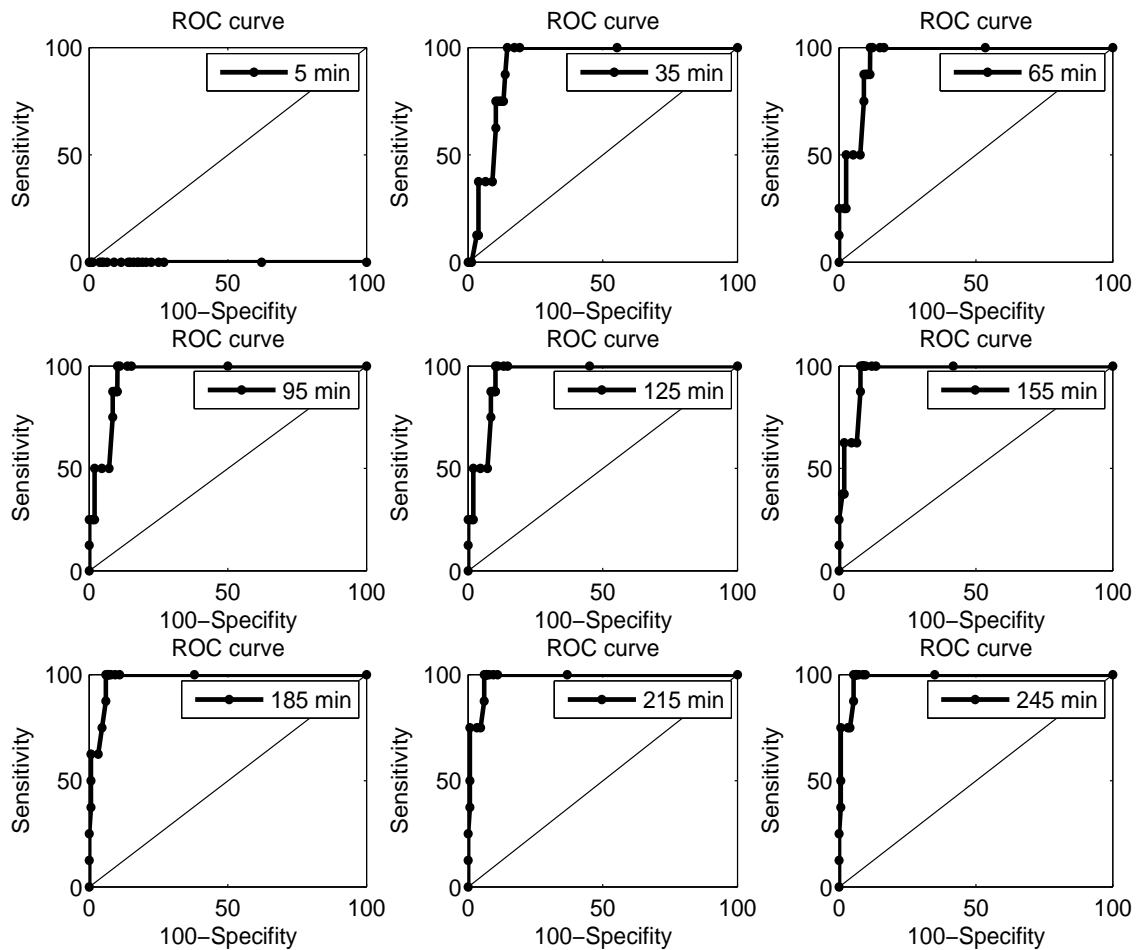 ROC curve ROC curve ROC curve
100 100 100
5 min 35 min 65 min
Sensitivity Sensitivity Sensitivity
50 50 50
0 0 0
0 50 100 0 50 100 0 50 100
100−Specifity 100−Specifity 100−Specifity
ROC curve ROC curve ROC curve
100 100 100
95 min 125 min 155 min
Sensitivity Sensitivity Sensitivity
50 50 50
0 0 0
0 50 100 0 50 100 0 50 100
100−Specifity 100−Specifity 100−Specifity
ROC curve ROC curve ROC curve
100 100 100
185 min 215 min 245 min
Sensitivity Sensitivity Sensitivity
50 50 50
0 0 0
0 50 100 0 50 100 0 50 100
100−Specifity 100−Specifity 100−Specifity